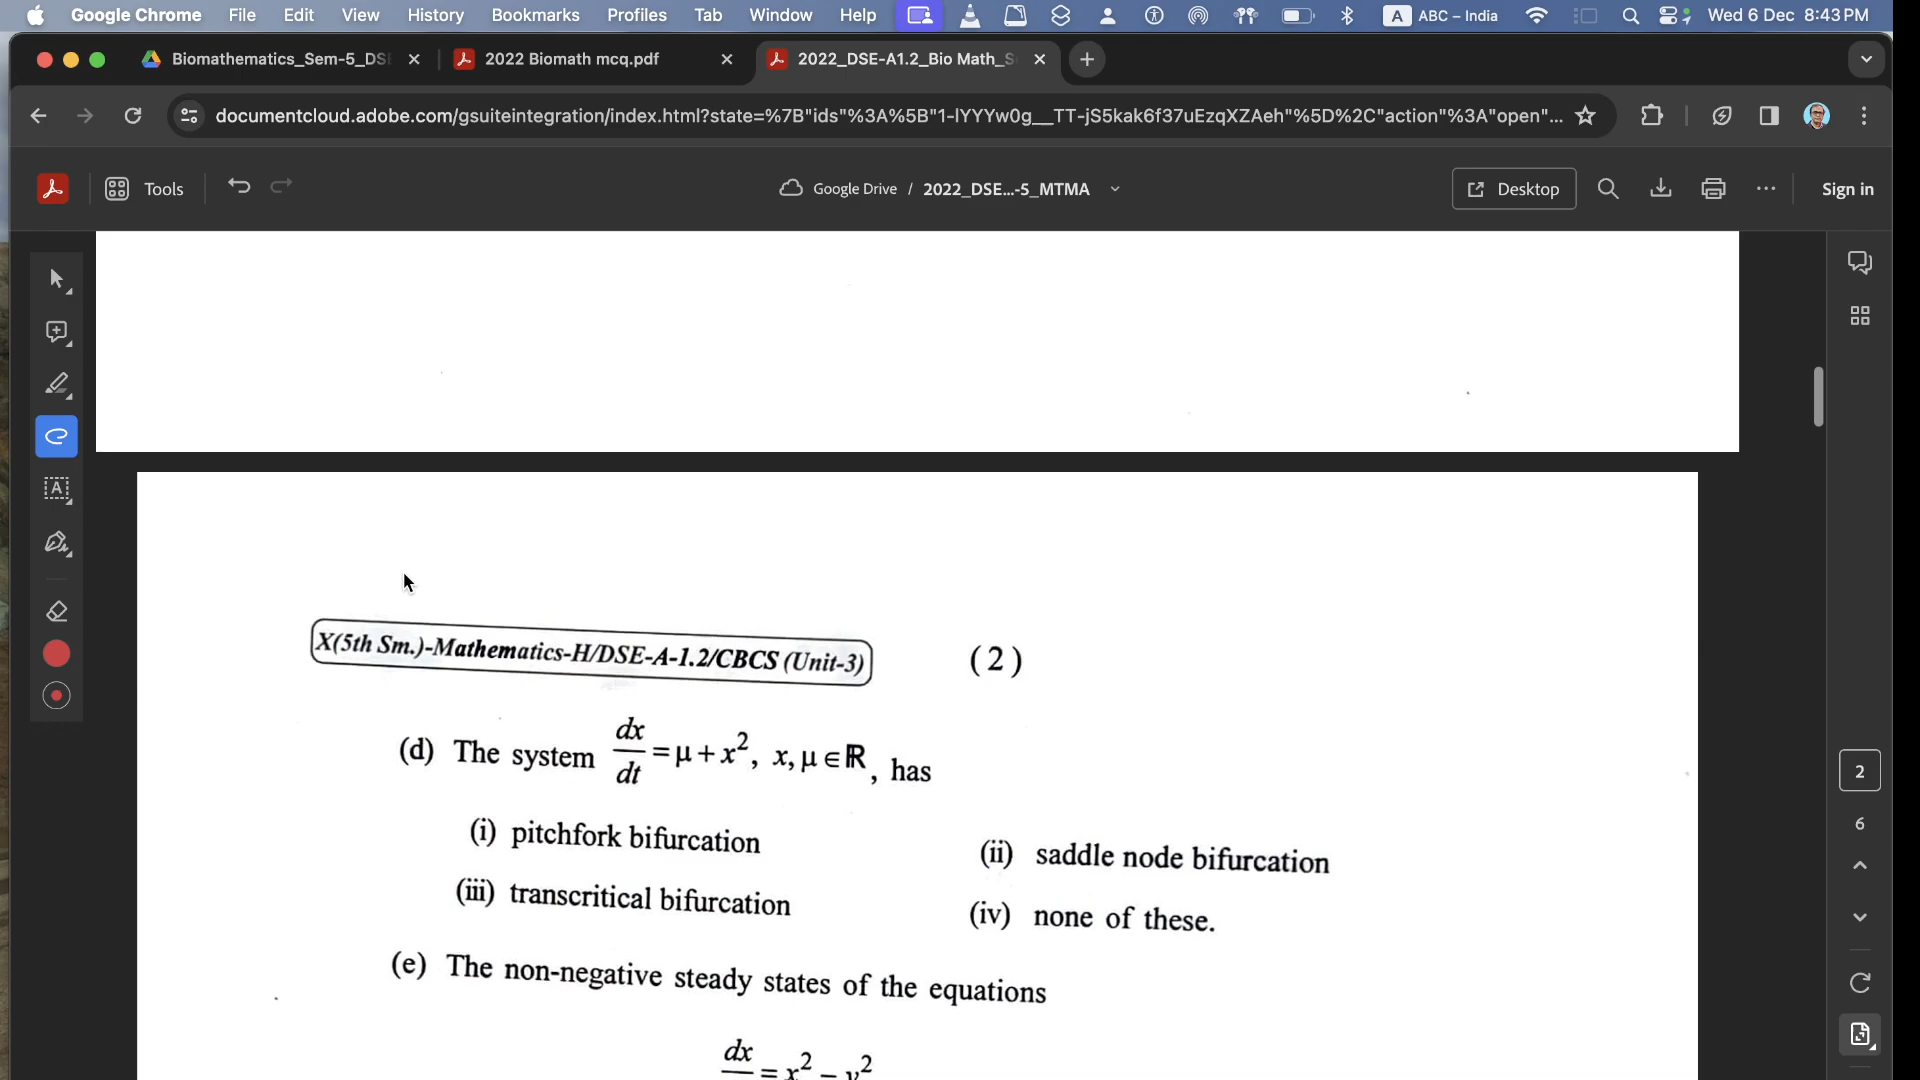 Google Chrome File Edit View History Bookmarks Profiles Tab Window Help A ABC – India Wed 6 Dec 8:43 PM
Biomathematics_Sem-5_DS 2022 Biomath mcq.pdf 2022_DSE-A1.2_Bio Math_S
documentcloud.adobe.com/gsuiteintegration/index.html?state=%7B"ids"%3A%5B"1-lYYYw0g__TT-jS5kak6f37uEzqXZAeh"%5D%2C"action"%3A"open"...
Tools Google Drive / 2022_DSE...-5_MTMA Desktop Sign in
X(5th Sm.)-Mathematics-H/DSE-A-1.2/CBCS (Unit-3) (2)
(d) The system dx/dt = μ + x², x, μ ∈ ℝ, has
(i) pitchfork bifurcation (ii) saddle node bifurcation
(iii) transcritical bifurcation (iv) none of these.
(e) The non-negative steady states of the equations
dx = x² – y²
A
2
6